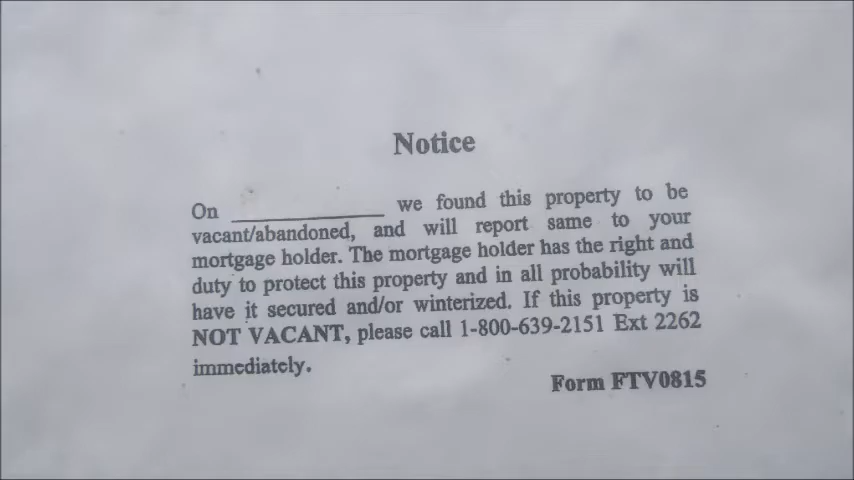 Notice
On ______________ we found this property to be
vacant/abandoned, and will report same to your
mortgage holder. The mortgage holder has the right and
duty to protect this property and in all probability will
have it secured and/or winterized. If this property is
NOT VACANT, please call 1-800-639-2151 Ext 2262
immediately.
Form FTV0815